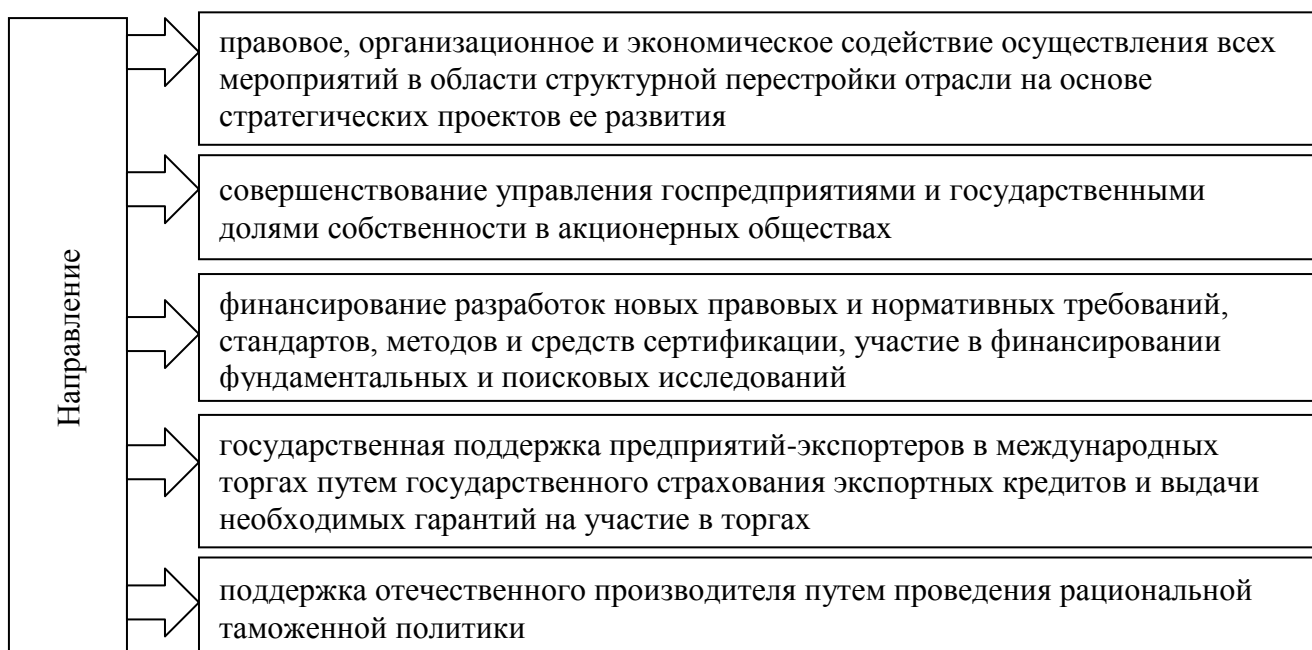 Направление
правовое, организационное и экономическое содействие осуществления всех
мероприятий в области структурной перестройки отрасли на основе
стратегических проектов ее развития
совершенствование управления госпредприятиями и государственными
долями собственности в акционерных обществах
финансирование разработок новых правовых и нормативных требований,
стандартов, методов и средств сертификации, участие в финансировании
фундаментальных и поисковых исследований
государственная поддержка предприятий-экспортеров в международных
торгах путем государственного страхования экспортных кредитов и выдачи
необходимых гарантий на участие в торгах
поддержка отечественного производителя путем проведения рациональной
таможенной политики